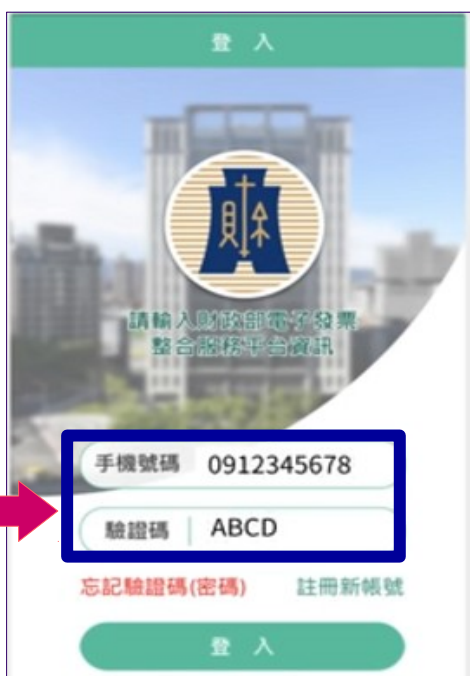 登入
財
請輸入財政部電子發票
整合服務平台資訊
手機號碼 0912345678
驗證碼 ABCD
忘記驗證碼(密碼) 註冊新帳號
登入